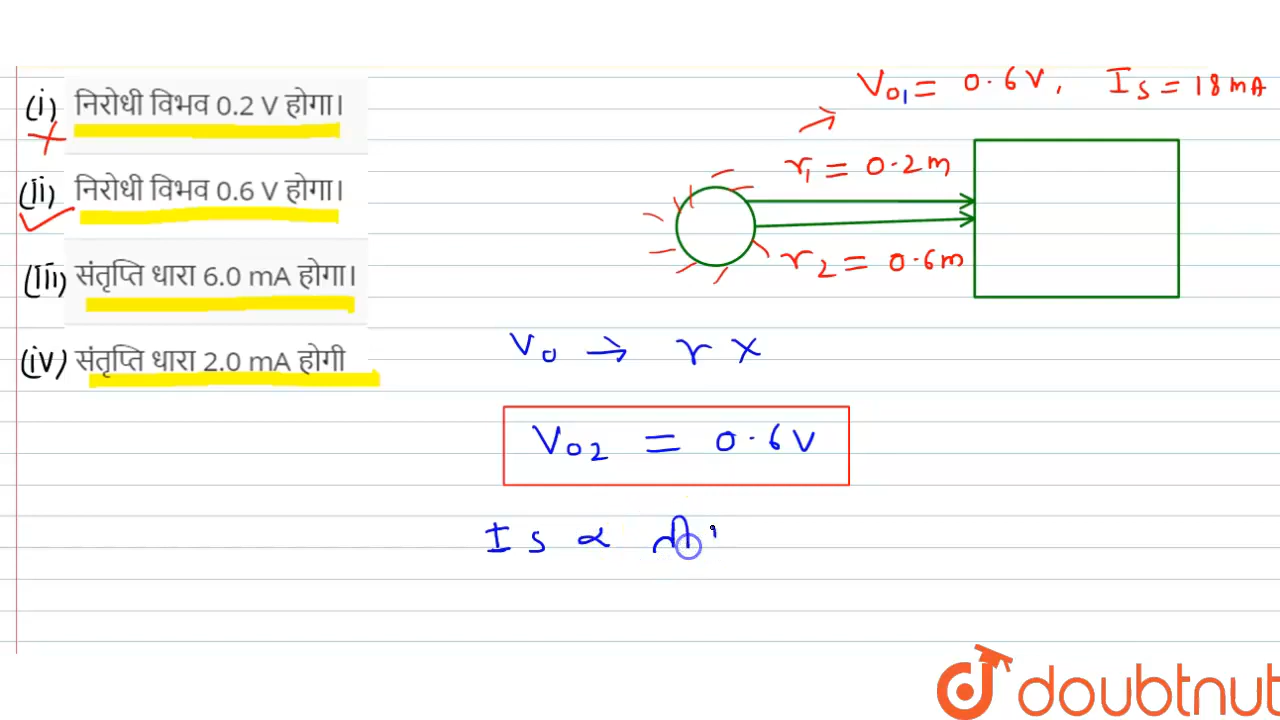 (i) निरोधी विभव 0.2 V होगा।
(ii) निरोधी विभव 0.6 V होगा।
(iii) संतृप्ति धारा 6.0 mA होगा।
(iv) संतृप्ति धारा 2.0 mA होगी
V01 = 0.6V, IS = 18mA
r1 = 0.2m
r2 = 0.6m
V0 → r ×
V02 = 0.6V
IS ∝
doubtnut